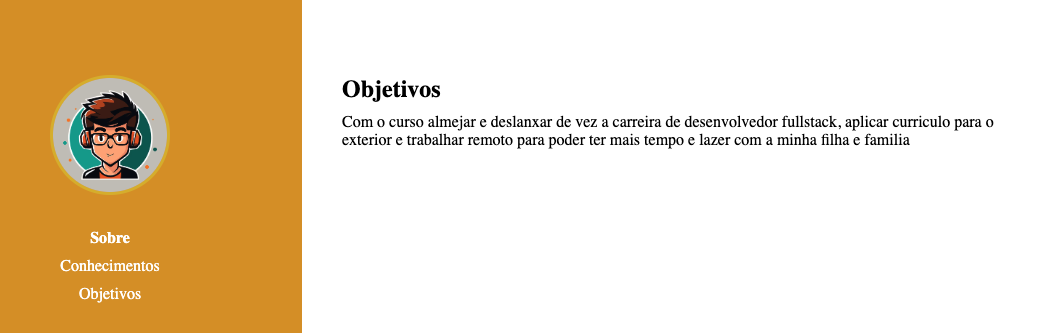 Sobre
Conhecimentos
Objetivos
Objetivos
Com o curso almejar e deslanxar de vez a carreira de desenvolvedor fullstack, aplicar curriculo para o
exterior e trabalhar remoto para poder ter mais tempo e lazer com a minha filha e familia